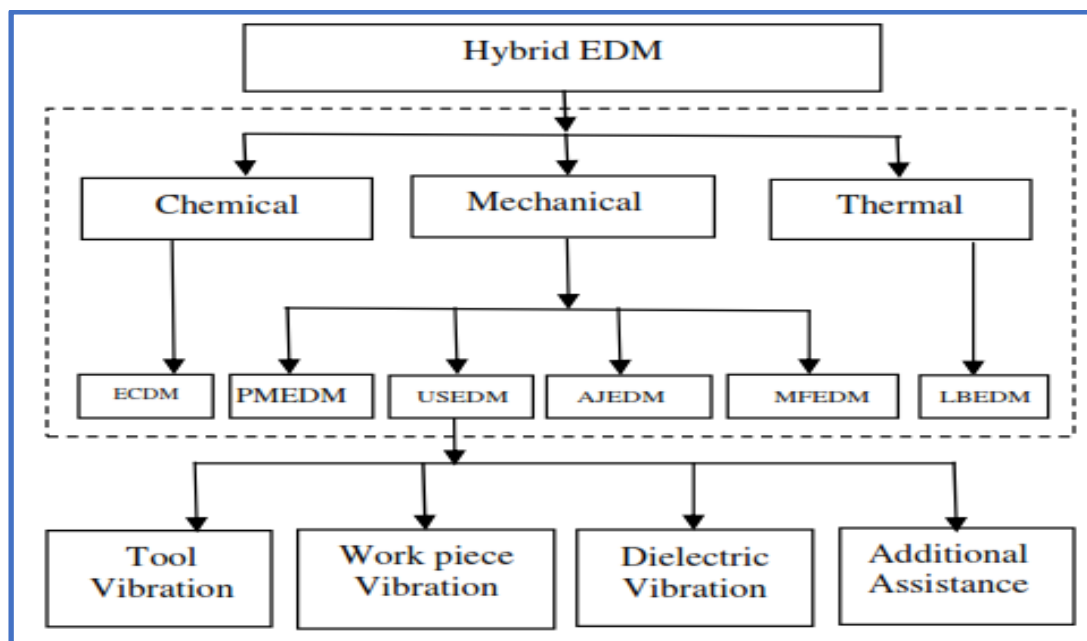 Hybrid EDM
Chemical
Mechanical
Thermal
ECDM
PMEDM
USEDM
AJEDM
MFEDM
LBEDM
Tool
Vibration
Work piece
Vibration
Dielectric
Vibration
Additional
Assistance